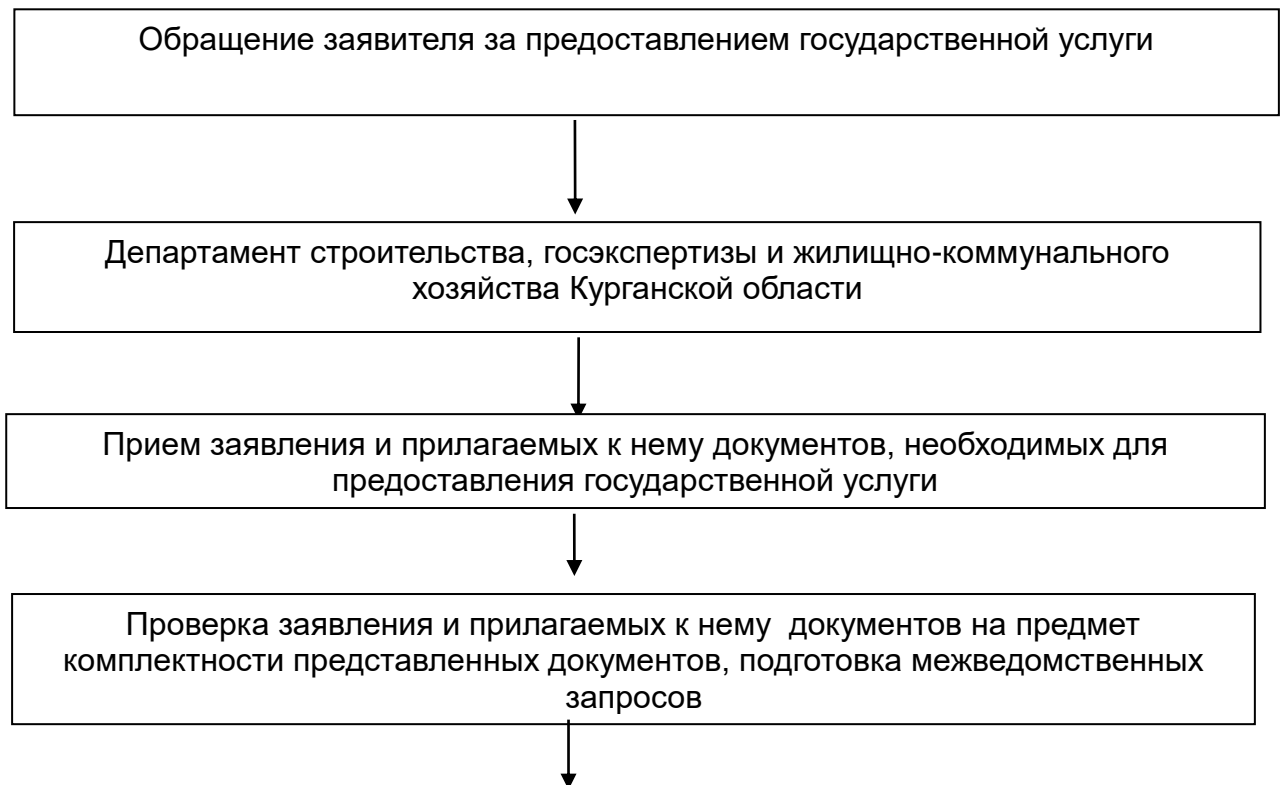 Обращение заявителя за предоставлением государственной услуги
Департамент строительства, госэкспертизы и жилищно-коммунального
хозяйства Курганской области
Прием заявления и прилагаемых к нему документов, необходимых для
предоставления государственной услуги
Проверка заявления и прилагаемых к нему документов на предмет
комплектности представленных документов, подготовка межведомственных
запросов